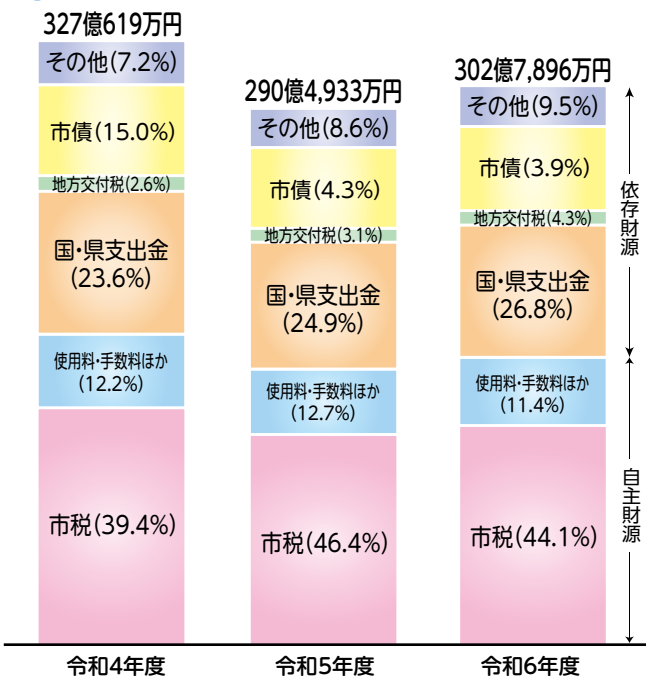 327億619万円
その他(7.2%)
市債(15.0%)
地方交付税(2.6%)
国・県支出金
(23.6%)
使用料・手数料ほか
(12.2%)
市税(39.4%)
令和4年度
290億4,933万円
その他(8.6%)
市債(4.3%)
地方交付税(3.1%)
国・県支出金
(24.9%)
使用料・手数料ほか
(12.7%)
市税(46.4%)
令和5年度
302億7,896万円
その他(9.5%)
市債(3.9%)
地方交付税(4.3%)
国・県支出金
(26.8%)
使用料・手数料ほか
(11.4%)
市税(44.1%)
令和6年度
依存財源
自主財源